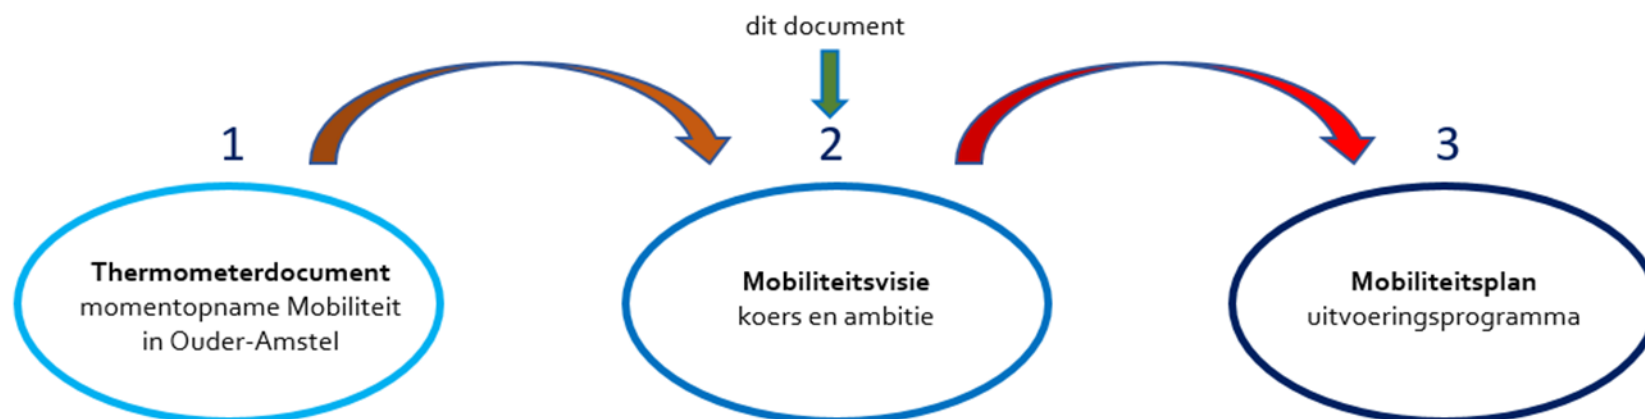 dit document
1
2
3
Thermometerdocument
momentopname Mobiliteit
in Ouder-Amstel
Mobiliteitsvisie
koers en ambitie
Mobiliteitsplan
uitvoeringsprogramma